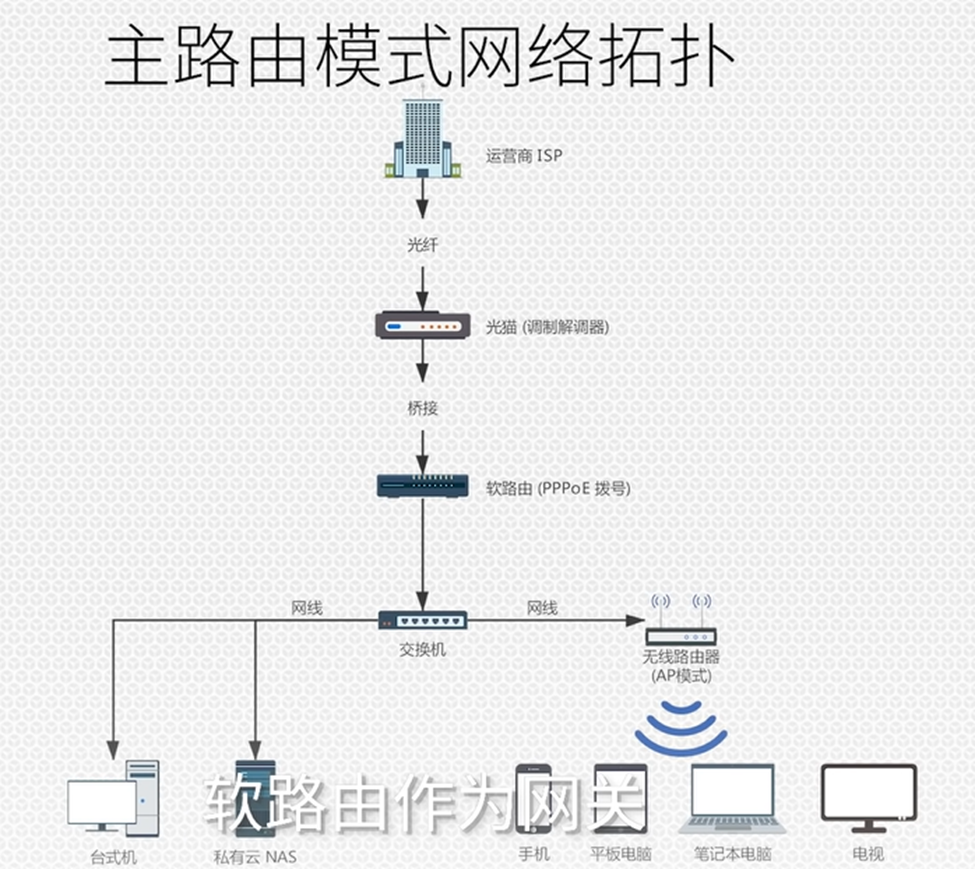 主路由模式网络拓扑
运营商 ISP
光纤
光猫 (调制解调器)
桥接
软路由 (PPPoE 拨号)
网线
网线
交换机
无线路由器
(AP模式)
软路由作为网关
台式机
私有云 NAS
手机
平板电脑
笔记本电脑
电视